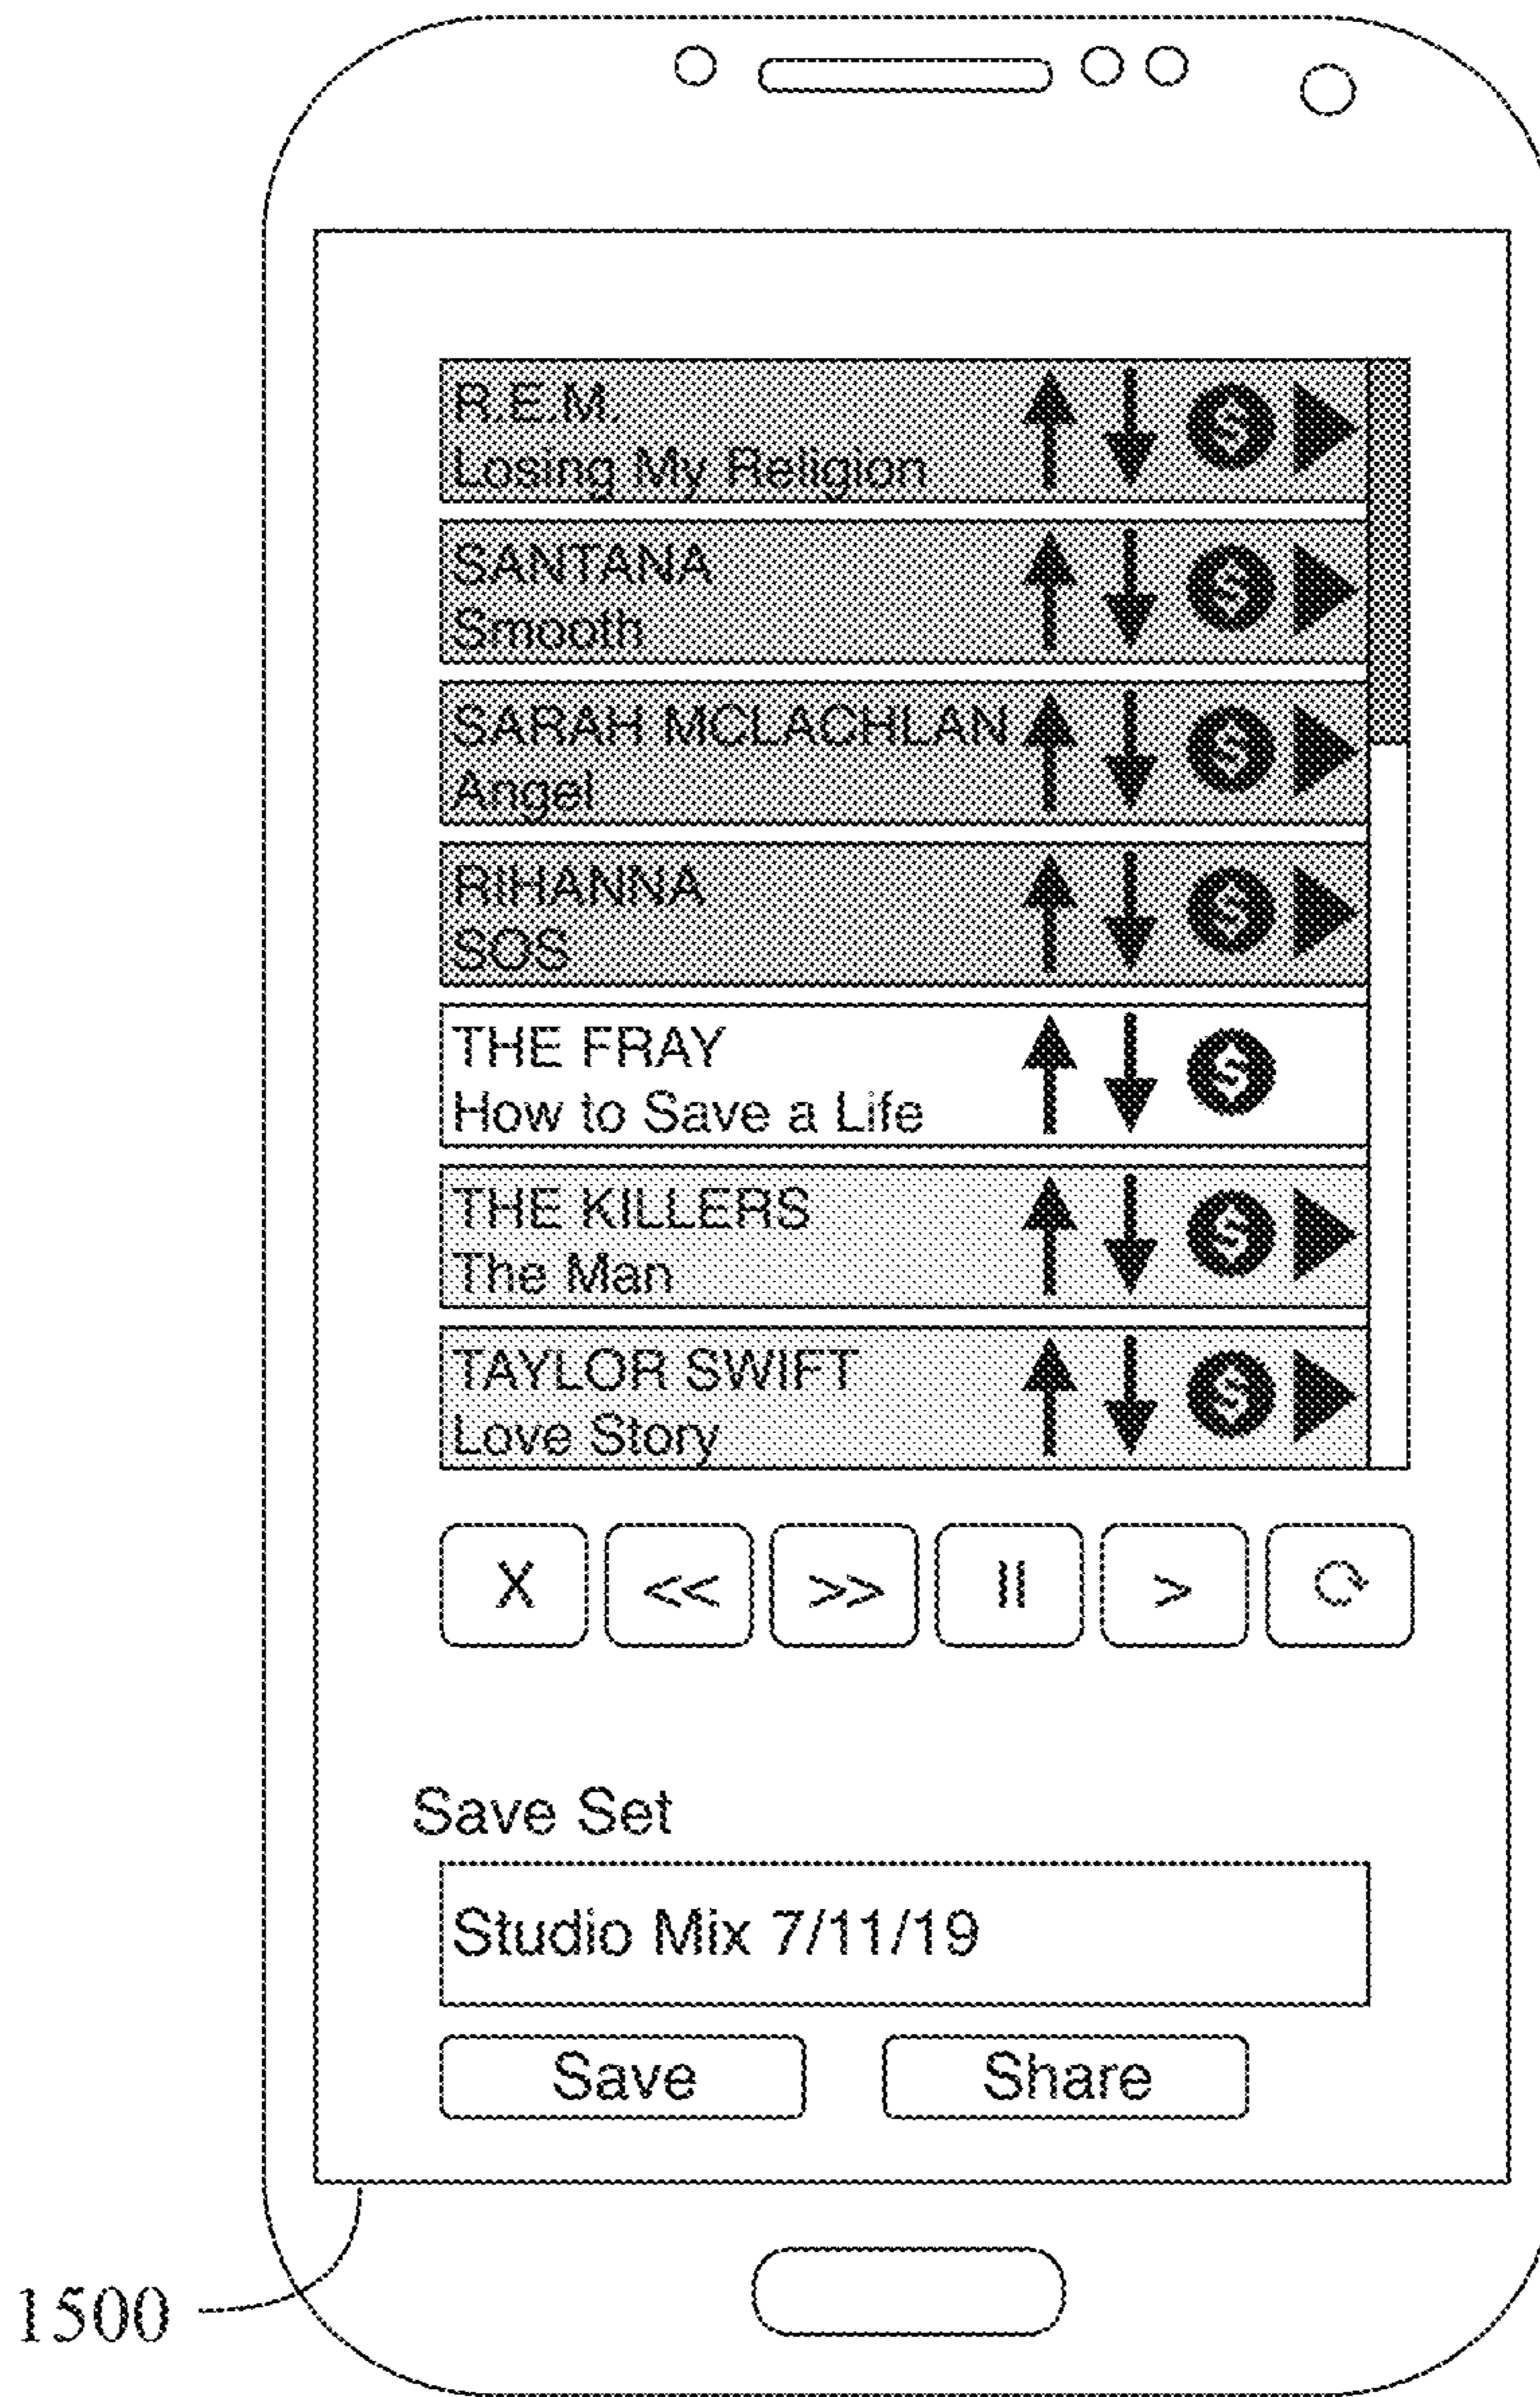 R.E.M.
Losing My Religion
SANTANA
Smooth
SARAH MCLACHLAN
Angel
RIHANNA
SOS
THE FRAY
How to Save a Life
THE KILLERS
The Man
TAYLOR SWIFT
Love Story
X << >> II >
Save Set
Studio Mix 7/11/19
Save Share
1500